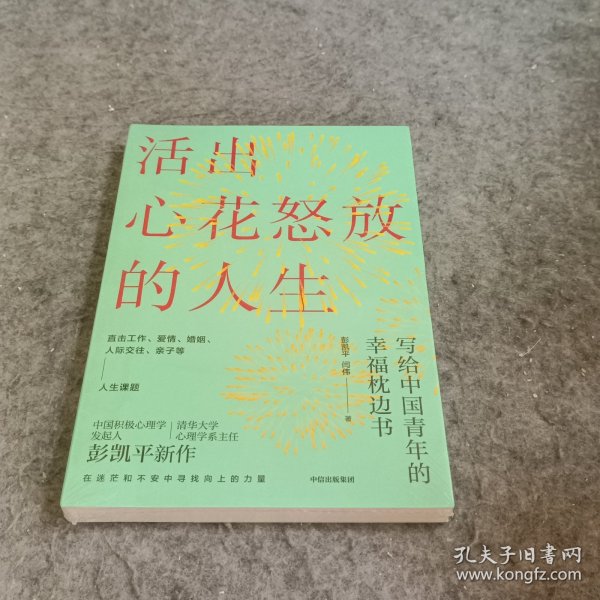 活出
心花怒放
的人生
直击工作、爱情、婚姻、
人际交往、亲子等
人生课题
写给中国青年的
幸福枕边书
彭凯平 闫伟
著
中国积极心理学
发起人
清华大学
心理学系主任
彭凯平新作
在迷茫和不安中寻找向上的力量
中信出版集团
孔夫子旧书网
www.kongfz.com